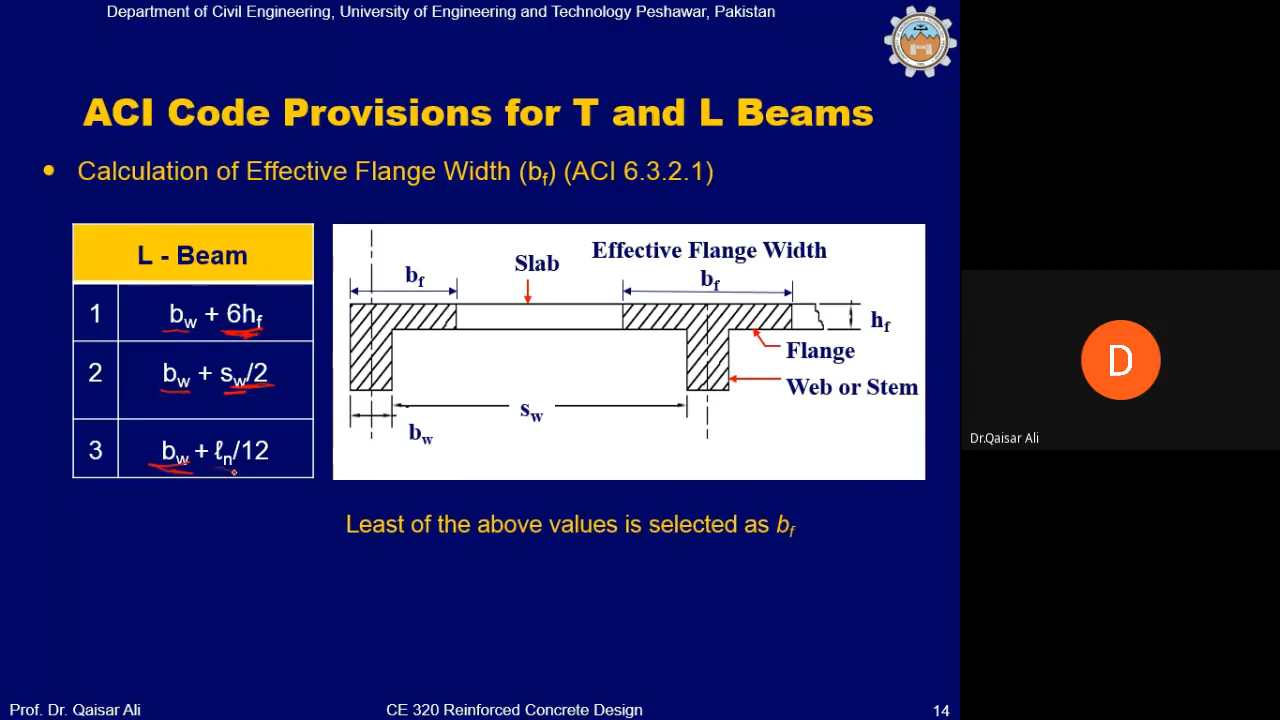 Department of Civil Engineering, University of Engineering and Technology Peshawar, Pakistan
ACI Code Provisions for T and L Beams
• Calculation of Effective Flange Width (bf) (ACI 6.3.2.1)
L - Beam
1 bw + 6hf
2 bw + sw/2
3 bw + ℓn/12
Effective Flange Width
Slab
bf
bf
hf
Flange
Web or Stem
sw
bw
Least of the above values is selected as bf
D
Dr.Qaisar Ali
Prof. Dr. Qaisar Ali CE 320 Reinforced Concrete Design 14